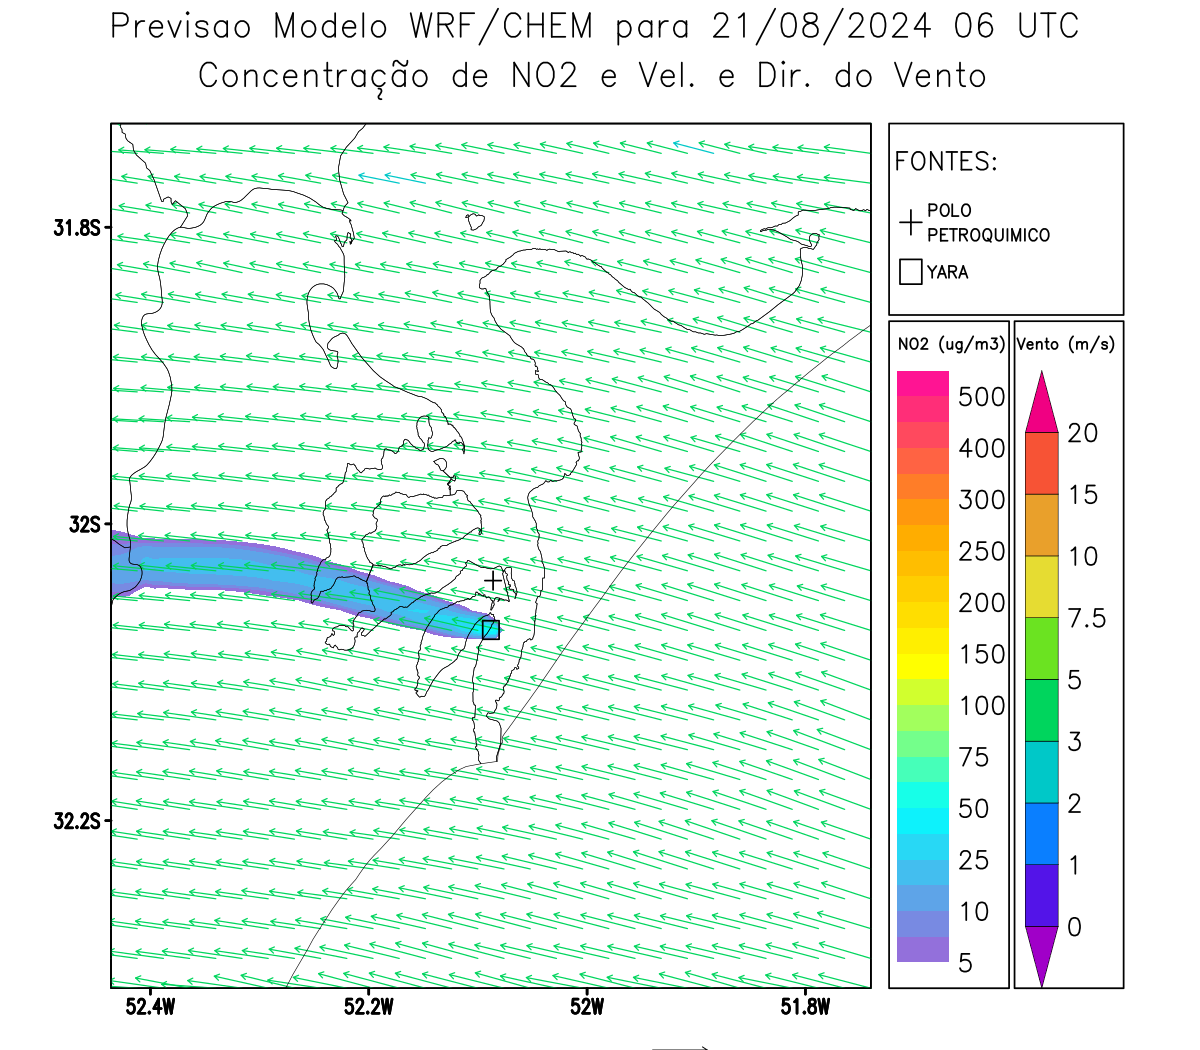 Previsao Modelo WRF/CHEM para 21/08/2024 06 UTC
Concentração de NO2 e Vel. e Dir. do Vento
FONTES:
POLO
PETROQUIMICO
YARA
NO2 (ug/m3)
500
400
300
250
200
150
100
75
50
25
10
5
Vento (m/s)
20
15
10
7.5
5
3
2
1
0
31.8S
32S
32.2S
52.4W
52.2W
52W
51.8W